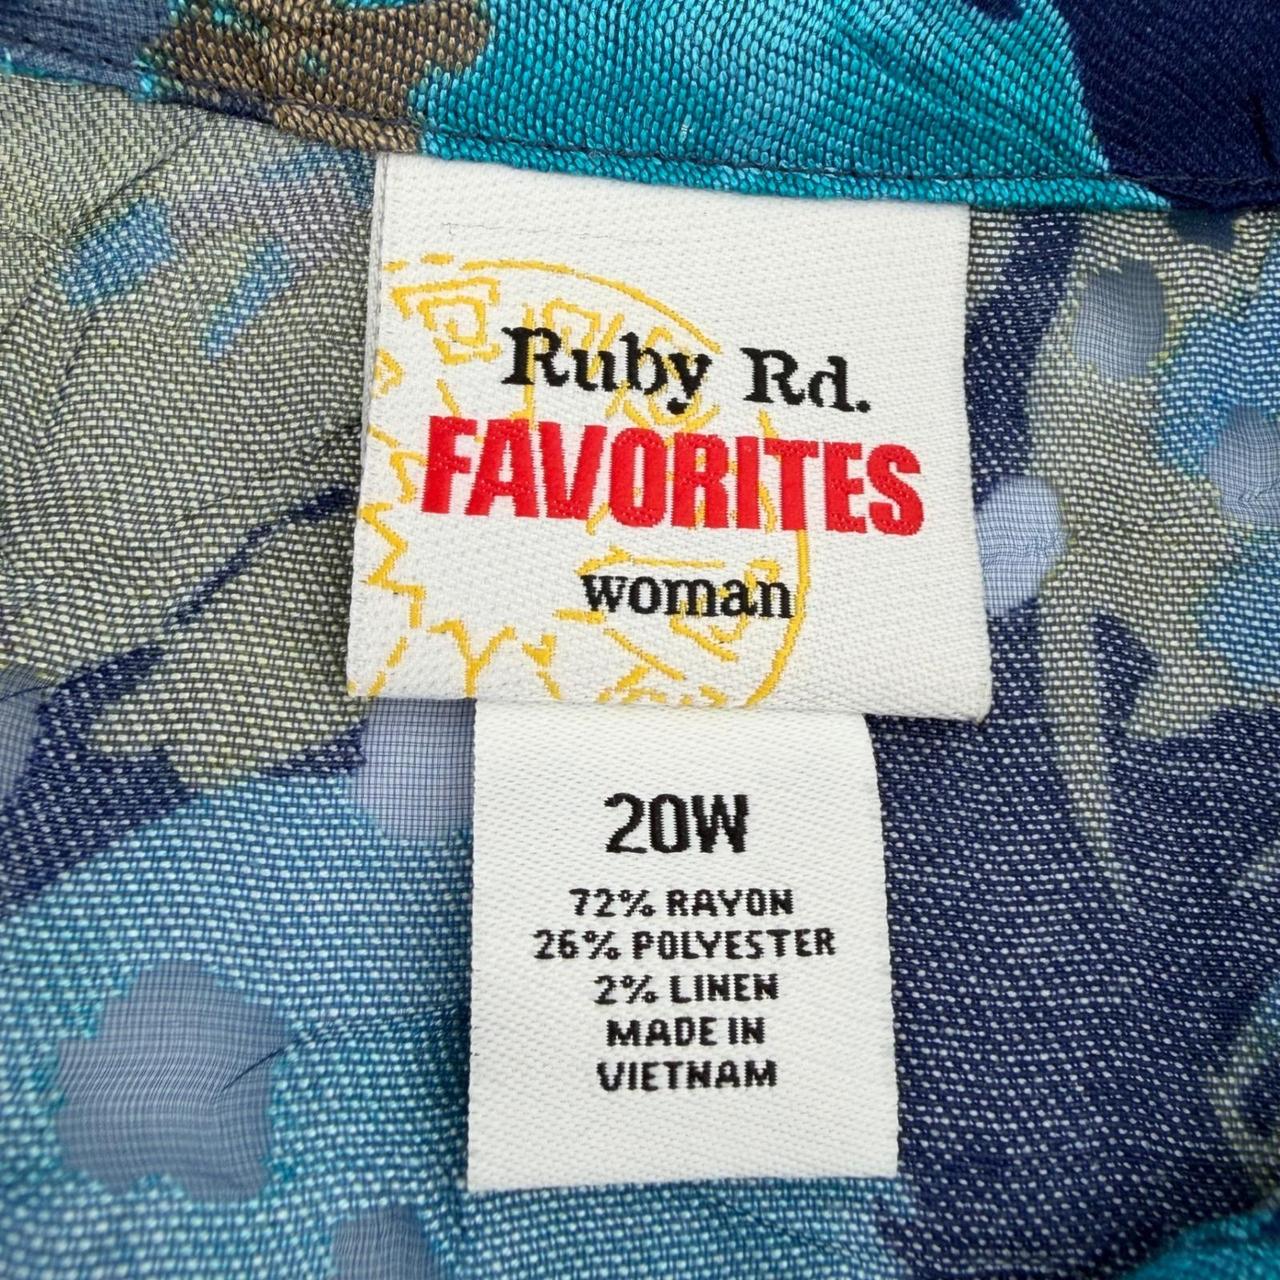 Ruby Rd.
FAVORITES
woman
20W
72% RAYON
26% POLYESTER
2% LINEN
MADE IN
VIETNAM